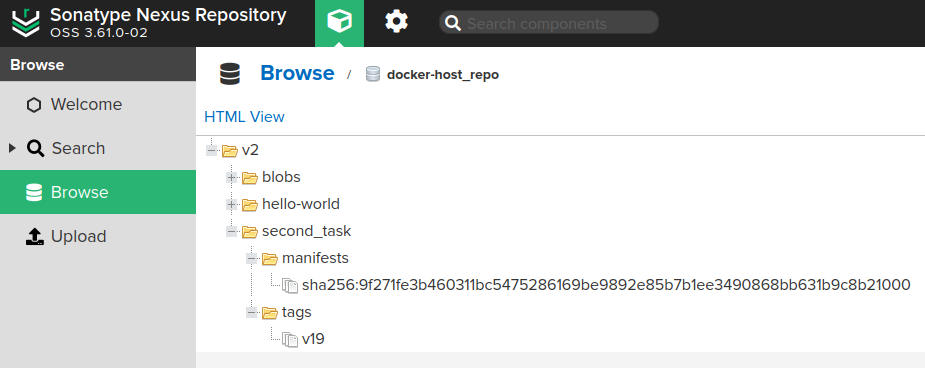 Sonatype Nexus Repository
OSS 3.61.0-02
Search components
Browse
Welcome
Search
Browse
Upload
Browse / docker-host_repo
HTML View
v2
blobs
hello-world
second_task
manifests
sha256:9f271fe3b460311bc5475286169be9892e85b7b1ee3490868bb631b9c8b21000
tags
v19